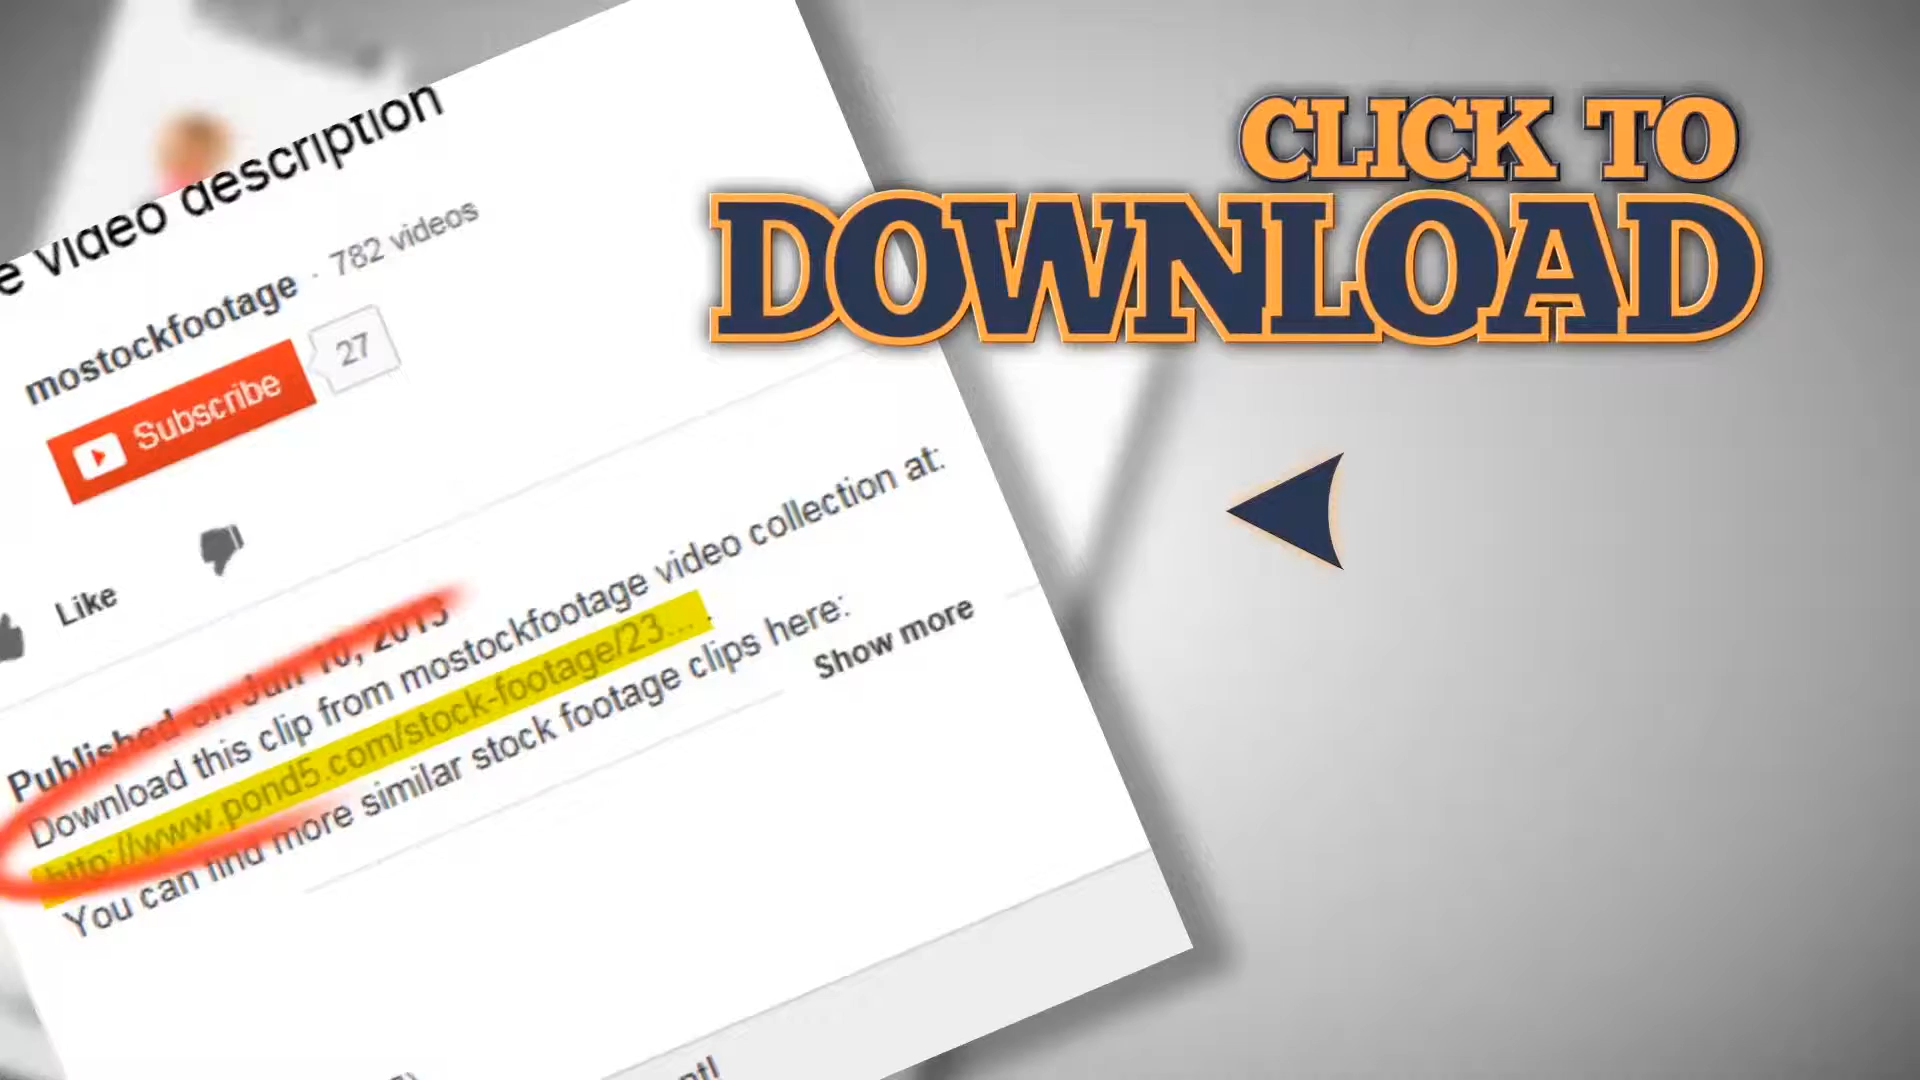 CLICK TO
DOWNLOAD
e video description
mostockfootage · 782 videos
Subscribe 27
Like
Published on Jun 10, 2013
Download this clip from mostockfootage video collection at:
http://www.pond5.com/stock-footage/23... .
You can find more similar stock footage clips here:
Show more